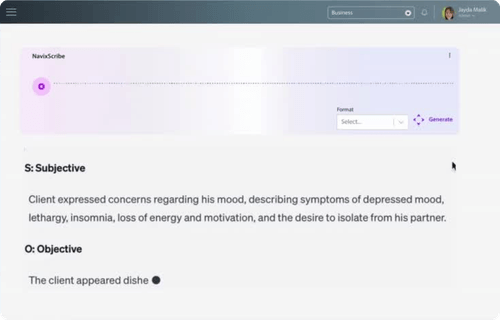 Business
Jayda Malik
NavixScribe
Format
Select...
Generate
S: Subjective
Client expressed concerns regarding his mood, describing symptoms of depressed mood,
lethargy, insomnia, loss of energy and motivation, and the desire to isolate from his partner.
O: Objective
The client appeared dishe